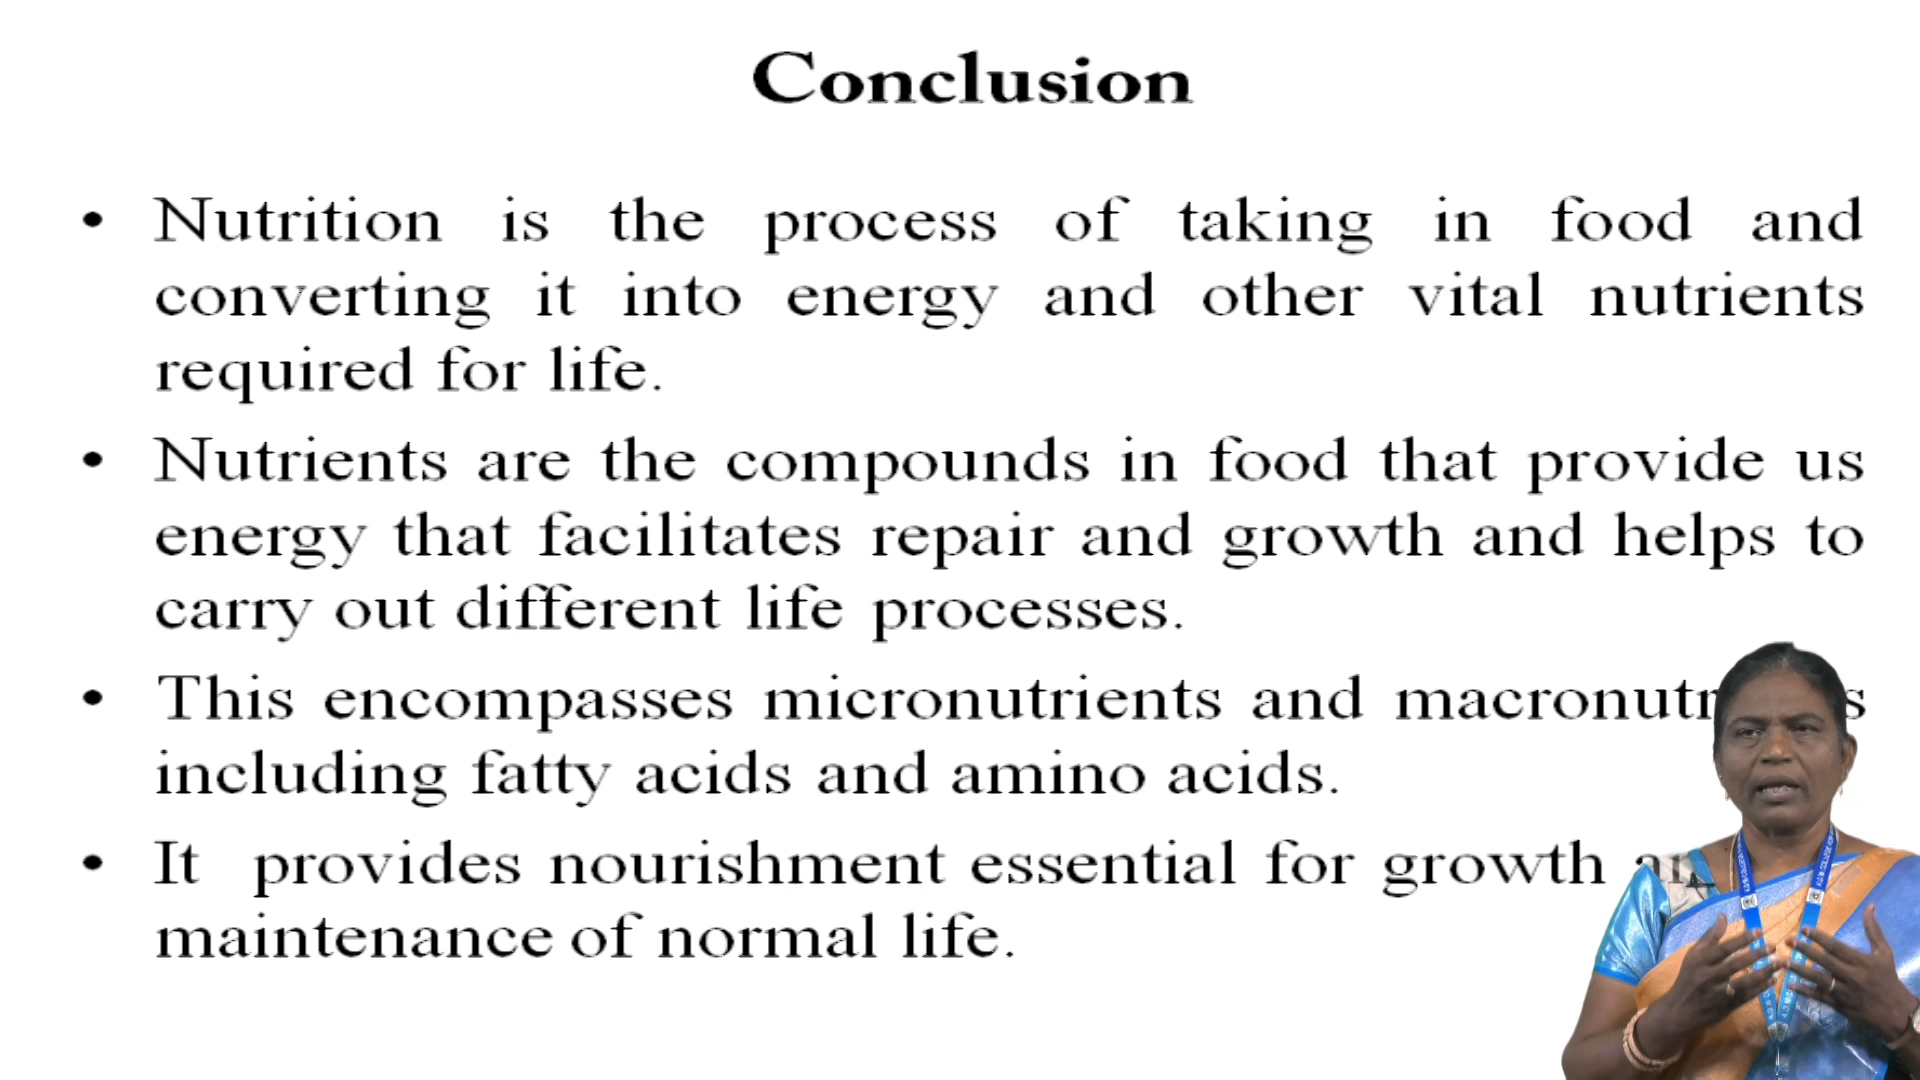 Conclusion
• Nutrition is the process of taking in food and
converting it into energy and other vital nutrients
required for life.
• Nutrients are the compounds in food that provide us
energy that facilitates repair and growth and helps to
carry out different life processes.
• This encompasses micronutrients and
including fatty acids and amino acids.
• It provides nourishment essential for growth
maintenance of normal life.